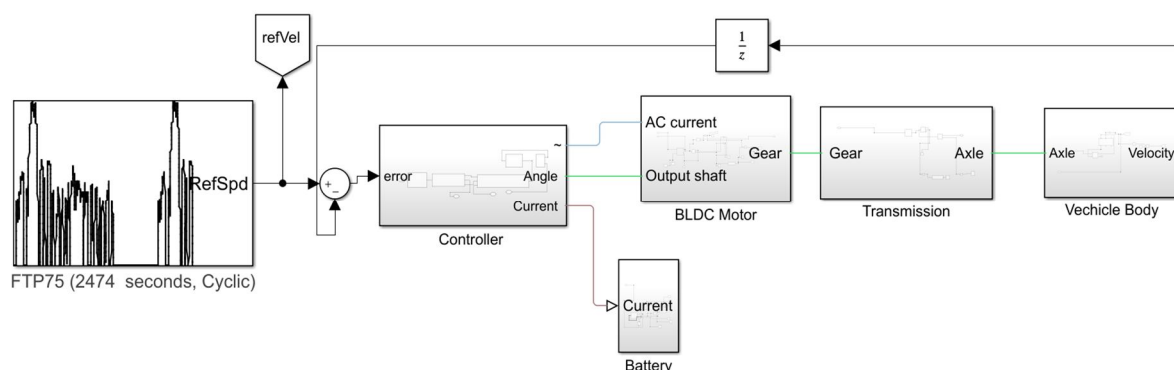 refVel
1
z
RefSpd
FTP75 (2474 seconds, Cyclic)
+
−
error
~
Angle
Current
Controller
AC current
Gear
Output shaft
BLDC Motor
Gear
Axle
Transmission
Axle
Velocity
Vechicle Body
Current
Battery